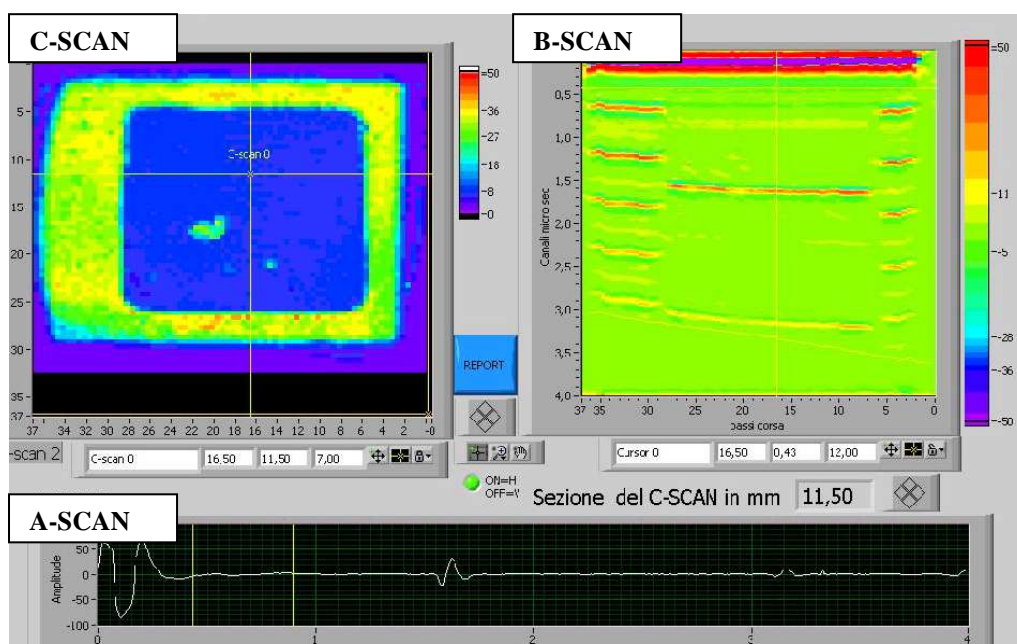 C-SCAN
C-scan 0
5
10
15
20
25
30
35
37
37 34 32 30 28 26 24 22 20 18 16 14 12 10 8 6 4 2 -0
=50
-36
-27
-18
-8
-0
REPORT
-scan 2
C-scan 0 16,50 11,50 7,00
ON=H
OFF=V
B-SCAN
Canali micro sec
0,5
1,0
1,5
2,0
2,5
3,0
3,5
4,0
37 35 30 25 20 15 10 5 0
passi corsa
=50
-11
--5
--28
--36
--50
Cursor 0 16,50 0,43 12,00
Sezione del C-SCAN in mm 11,50
A-SCAN
Amplitude
50
0
-100
0 1 2 3 4